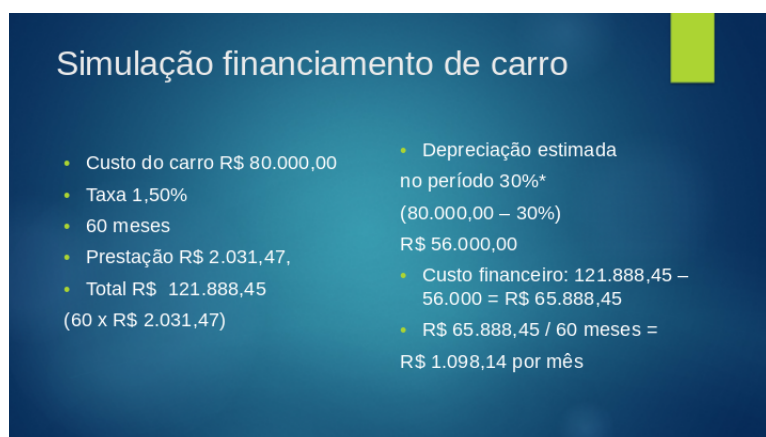 Simulação financiamento de carro
Custo do carro R$ 80.000,00
Taxa 1,50%
60 meses
Prestação R$ 2.031,47,
Total R$  121.888,45
(60 x R$ 2.031,47)
Depreciação estimada
no período 30%*
(80.000,00 – 30%)
R$ 56.000,00
Custo financeiro: 121.888,45 –
56.000 = R$ 65.888,45
R$ 65.888,45 / 60 meses =
R$ 1.098,14 por mês